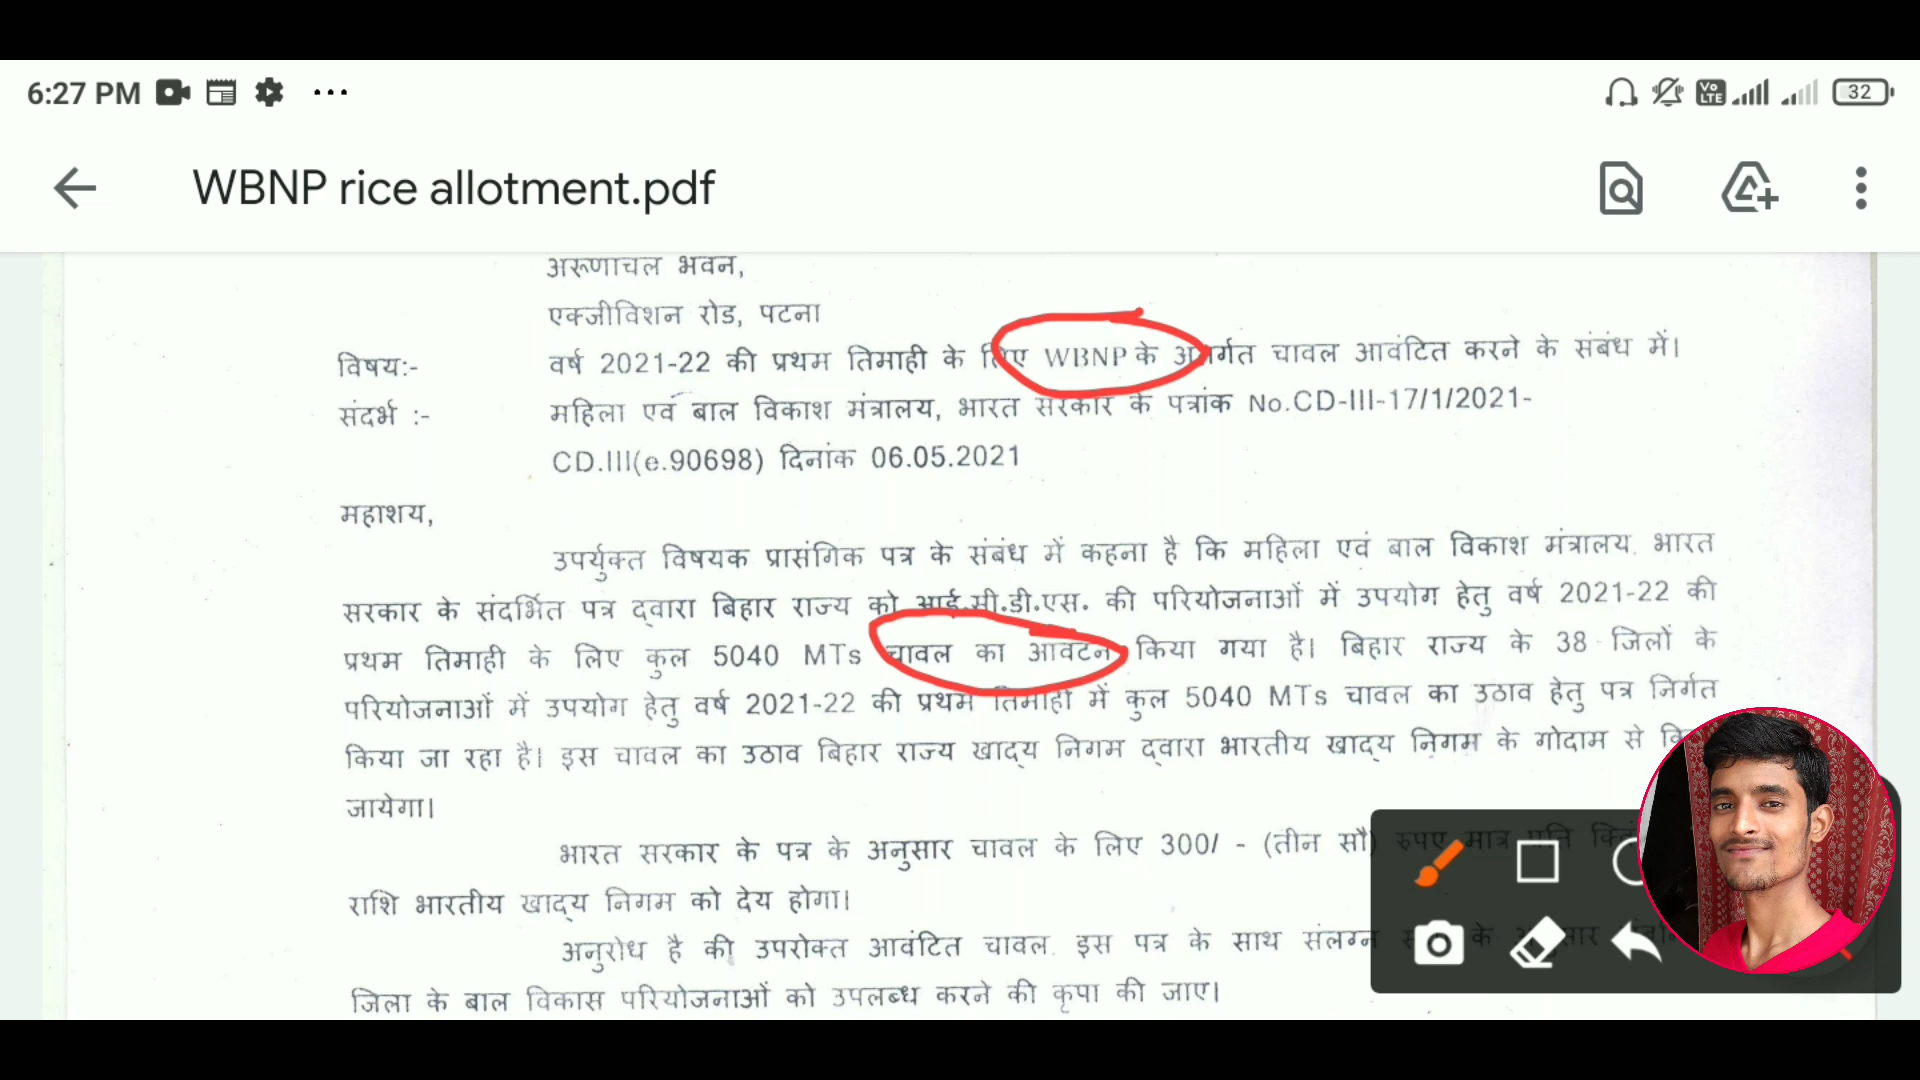 6:27 PM
VoLTE
32
WBNP rice allotment.pdf
अरूणाचल भवन,
एक्जीविशन रोड, पटना
विषयः- वर्ष 2021-22 की प्रथम तिमाही के लिए WBNP के अन्तर्गत चावल आवंटित करने के संबंध में।
संदर्भ :- महिला एवं बाल विकाश मंत्रालय, भारत सरकार के पत्रांक No.CD-III-17/1/2021-
CD.III(e.90698) दिनांक 06.05.2021
महाशय,
उपर्युक्त विषयक प्रासंगिक पत्र के संबंध में कहना है कि महिला एवं बाल विकाश मंत्रालय, भारत
सरकार के संदर्भित पत्र द्वारा बिहार राज्य को आई.सी.डी.एस. की परियोजनाओं में उपयोग हेतु वर्ष 2021-22 की
प्रथम तिमाही के लिए कुल 5040 MTs चावल का आवंटन किया गया है। बिहार राज्य के 38 जिलों के
परियोजनाओं में उपयोग हेतु वर्ष 2021-22 की प्रथम तिमाही में कुल 5040 MTs चावल का उठाव हेतु पत्र निर्गत
किया जा रहा है। इस चावल का उठाव बिहार राज्य खाद्य निगम द्वारा भारतीय खाद्य निगम के गोदाम से
जायेगा।
भारत सरकार के पत्र के अनुसार चावल के लिए 300/- (तीन सौ) रुपए मात्र प्रति
राशि भारतीय खाद्य निगम को देय होगा।
अनुरोध है की उपरोक्त आवंटित चावल इस पत्र के साथ संलग्न के
जिला के बाल विकास परियोजनाओं को उपलब्ध करने की कृपा की जाए।